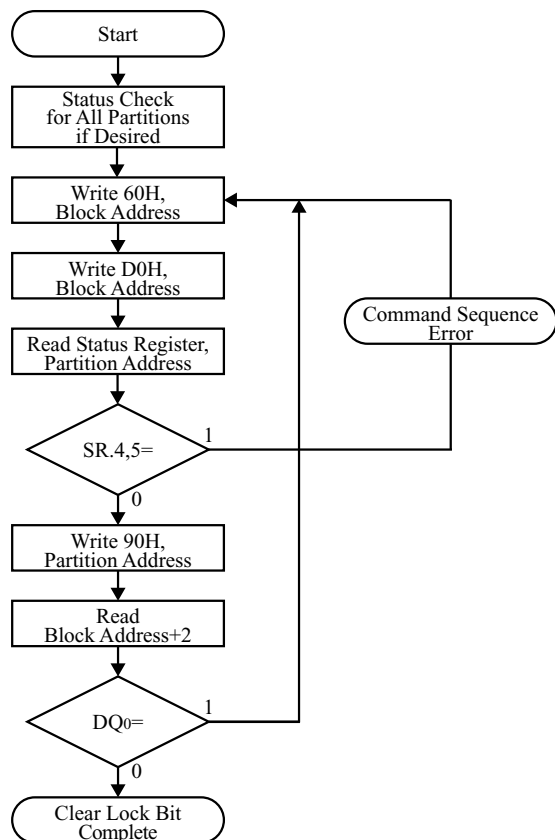 Start
Status Check
for All Partitions
if Desired
Write 60H,
Block Address
Write D0H,
Block Address
Command Sequence
Error
Read Status Register,
Partition Address
SR.4,5=
1
0
Write 90H,
Partition Address
Read
Block Address+2
DQ0=
1
0
Clear Lock Bit
Complete